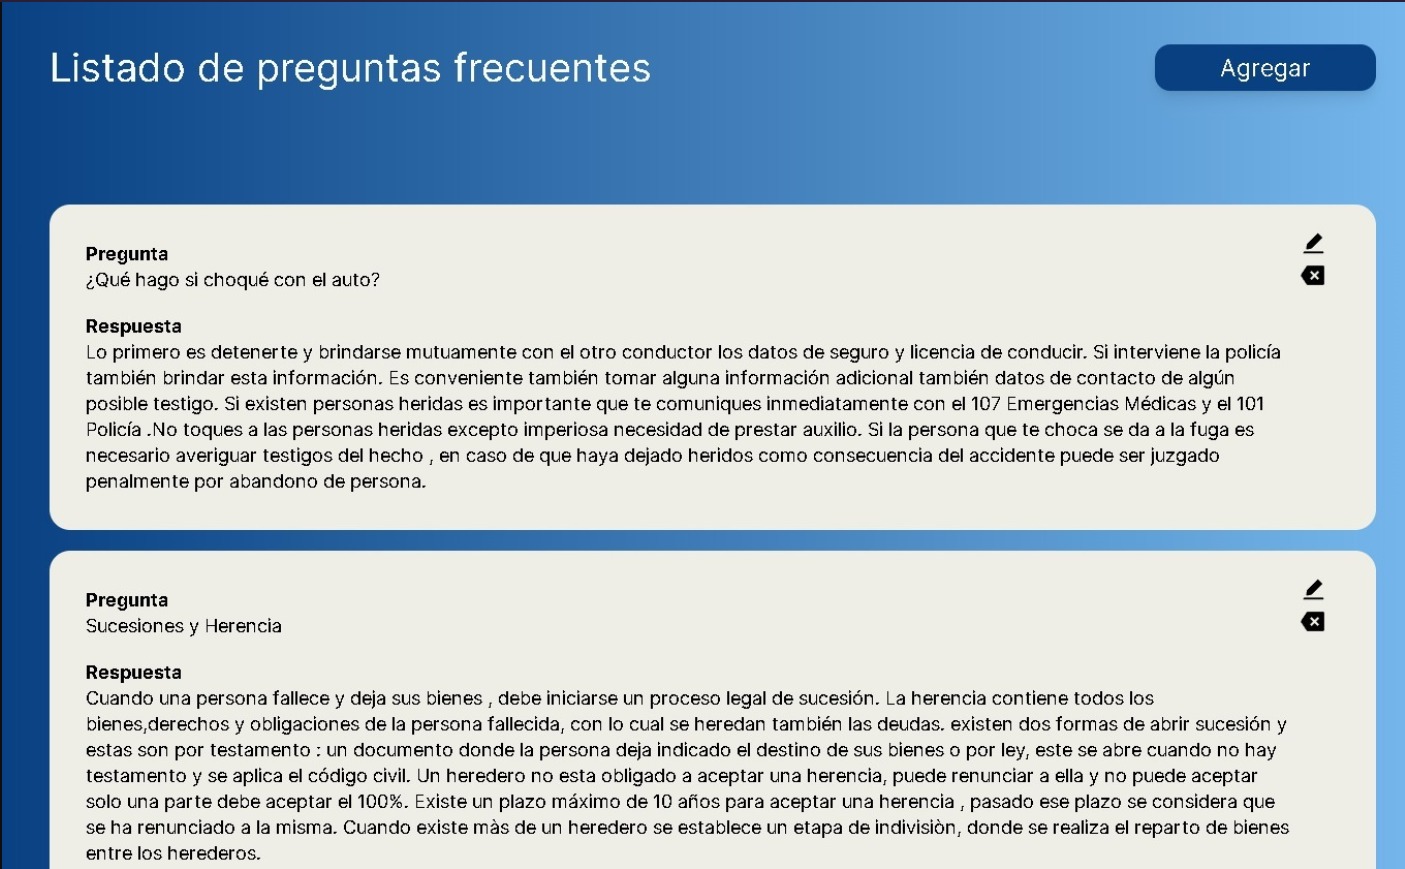 Listado de preguntas frecuentes
Agregar
Pregunta
¿Qué hago si choqué con el auto?
Respuesta
Lo primero es detenerte y brindarse mutuamente con el otro conductor los datos de seguro y licencia de conducir. Si interviene la policía
también brindar esta información. Es conveniente también tomar alguna información adicional también datos de contacto de algún
posible testigo. Si existen personas heridas es importante que te comuniques inmediatamente con el 107 Emergencias Médicas y el 101
Policía .No toques a las personas heridas excepto imperiosa necesidad de prestar auxilio. Si la persona que te choca se da a la fuga es
necesario averiguar testigos del hecho , en caso de que haya dejado heridos como consecuencia del accidente puede ser juzgado
penalmente por abandono de persona.
Pregunta
Sucesiones y Herencia
Respuesta
Cuando una persona fallece y deja sus bienes , debe iniciarse un proceso legal de sucesión. La herencia contiene todos los
bienes,derechos y obligaciones de la persona fallecida, con lo cual se heredan también las deudas. existen dos formas de abrir sucesión y
estas son por testamento : un documento donde la persona deja indicado el destino de sus bienes o por ley, este se abre cuando no hay
testamento y se aplica el código civil. Un heredero no esta obligado a aceptar una herencia, puede renunciar a ella y no puede aceptar
solo una parte debe aceptar el 100%. Existe un plazo máximo de 10 años para aceptar una herencia , pasado ese plazo se considera que
se ha renunciado a la misma. Cuando existe màs de un heredero se establece un etapa de indivisiòn, donde se realiza el reparto de bienes
entre los herederos.